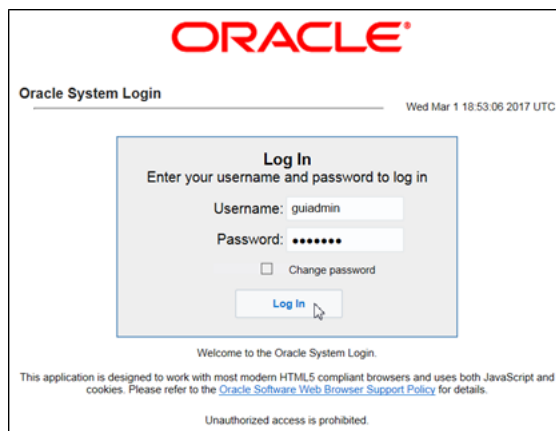 ORACLE
Oracle System Login
Wed Mar 1 18:53:06 2017 UTC
Log In
Enter your username and password to log in
Username: guiadmin
Password: •••••••
Change password
Log In
Welcome to the Oracle System Login.
This application is designed to work with most modern HTML5 compliant browsers and uses both JavaScript and
cookies. Please refer to the Oracle Software Web Browser Support Policy for details.
Unauthorized access is prohibited.